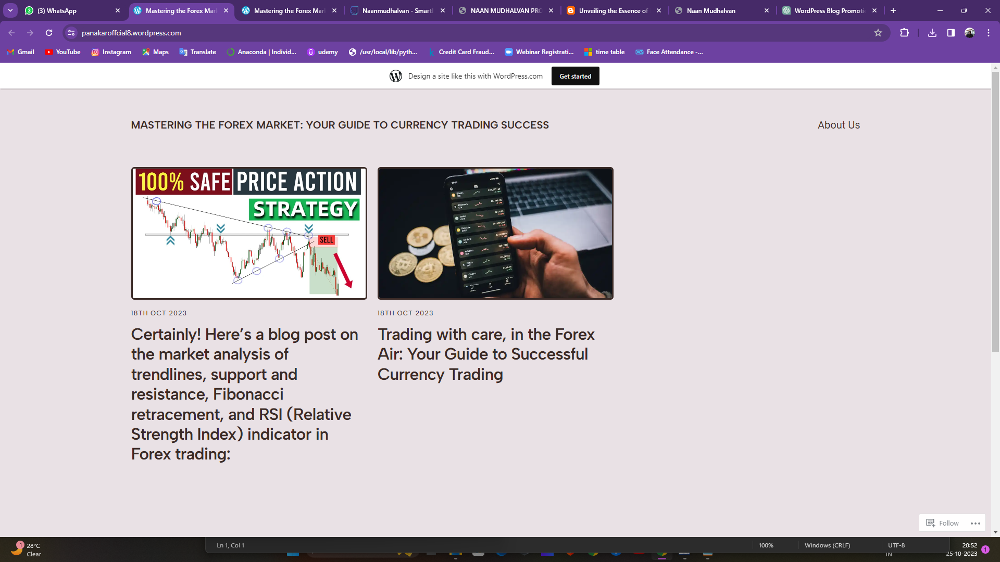 (3) WhatsApp
Mastering the Forex Mar
Mastering the Forex Mar
Naanmudhalvan - Smart
NAAN MUDHALVAN PRO
Unveiling the Essence of
Naan Mudhalvan
WordPress Blog Promoti
panakaroffcial8.wordpress.com
Gmail
YouTube
Instagram
Maps
Translate
Anaconda | Individ...
udemy
/usr/local/lib/pyth...
Credit Card Fraud...
Webinar Registrati...
time table
Face Attendance -...
Design a site like this with WordPress.com
Get started
MASTERING THE FOREX MARKET: YOUR GUIDE TO CURRENCY TRADING SUCCESS
About Us
100% SAFE PRICE ACTION
STRATEGY
SELL
18TH OCT 2023
Certainly! Here’s a blog post on
the market analysis of
trendlines, support and
resistance, Fibonacci
retracement, and RSI (Relative
Strength Index) indicator in
Forex trading:
18TH OCT 2023
Trading with care, in the Forex
Air: Your Guide to Successful
Currency Trading
Follow
1
28°C
Clear
Ln 1, Col 1
100%
Windows (CRLF)
UTF-8
IN
20:52
25-10-2023
1